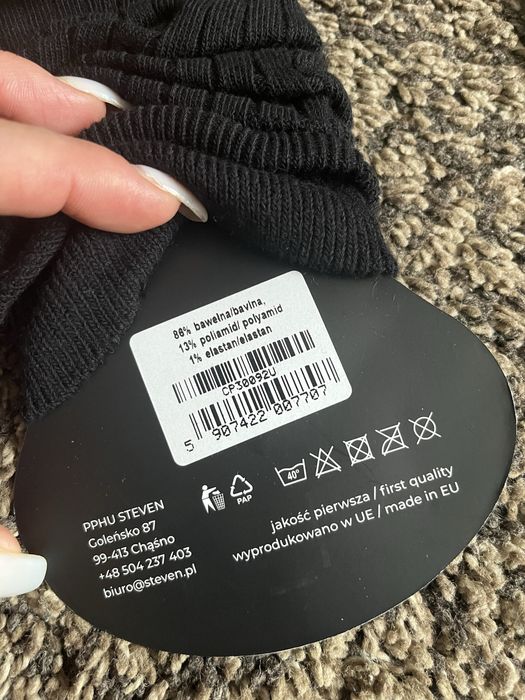 86% bawełna/bavlna,
13% poliamid/ polyamid
1% elastan/elastan
CP30092U
5 907422 007707
40°
PAP
PPHU STEVEN
Goleńsko 87
99-413 Chąśno
+48 504 237 403
biuro@steven.pl
jakość pierwsza / first quality
wyprodukowano w UE / made in EU